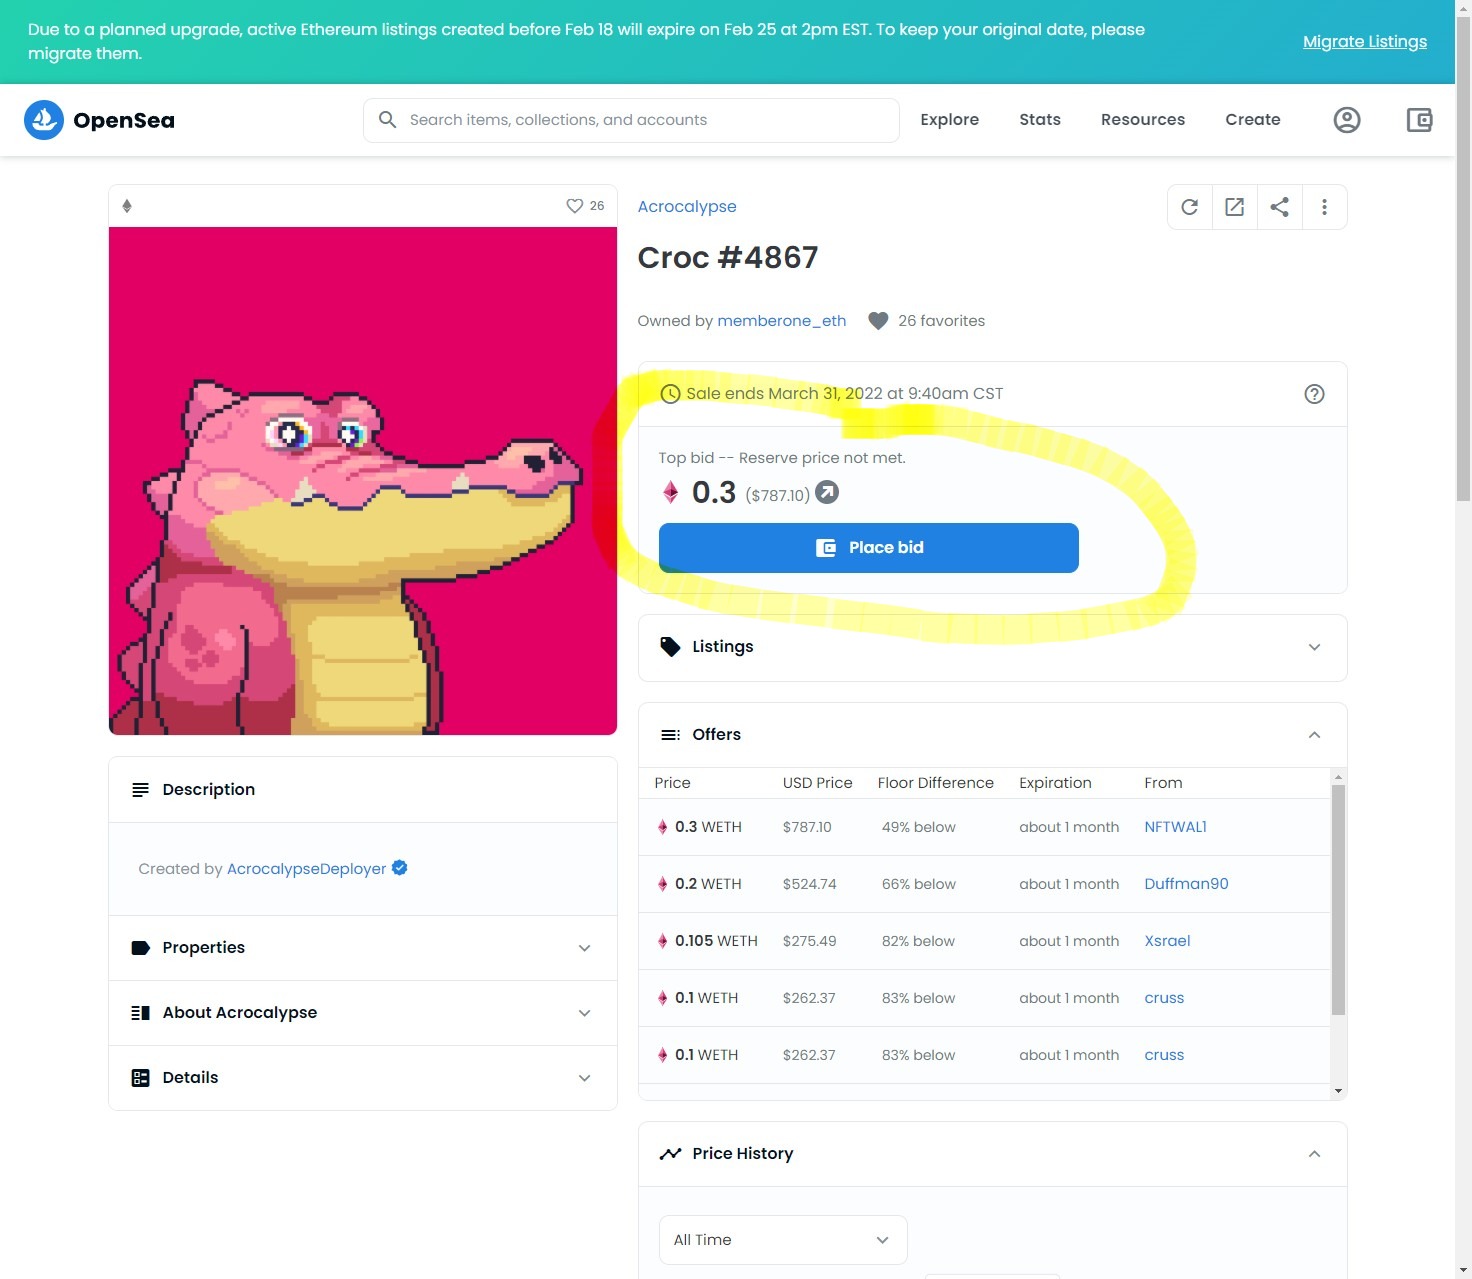 Due to a planned upgrade, active Ethereum listings created before Feb 18 will expire on Feb 25 at 2pm EST. To keep your original date, please
migrate them.
Migrate Listings
OpenSea
Search items, collections, and accounts
Explore
Stats
Resources
Create
26
Acrocalypse
Croc #4867
Owned by memberone_eth
26 favorites
Sale ends March 31, 2022 at 9:40am CST
Top bid -- Reserve price not met.
0.3 ($787.10)
Place bid
Listings
Offers
Price USD Price Floor Difference Expiration From
0.3 WETH $787.10 49% below about 1 month NFTWAL1
0.2 WETH $524.74 66% below about 1 month Duffman90
0.105 WETH $275.49 82% below about 1 month Xsrael
0.1 WETH $262.37 83% below about 1 month cruss
0.1 WETH $262.37 83% below about 1 month cruss
Price History
All Time
Description
Created by AcrocalypseDeployer
Properties
About Acrocalypse
Details